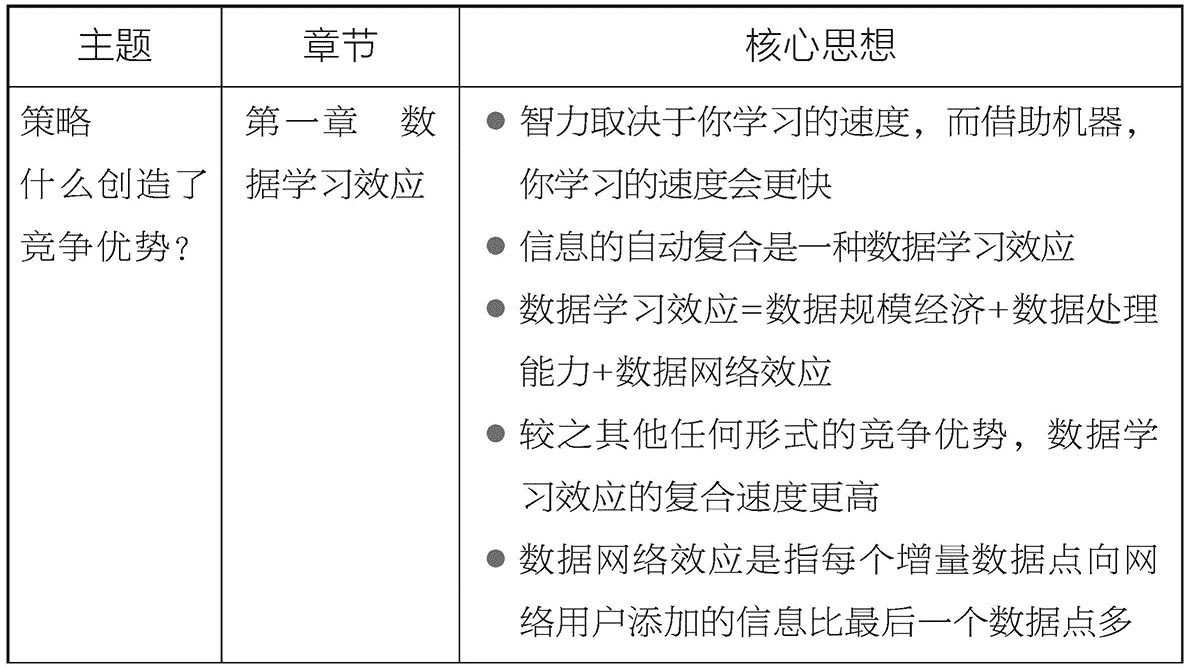 主题 章节 核心思想
策略
什么创造了
竞争优势?
第一章 数
据学习效应
● 智力取决于你学习的速度，而借助机器，
你学习的速度会更快
● 信息的自动复合是一种数据学习效应
● 数据学习效应=数据规模经济+数据处理
能力+数据网络效应
● 较之其他任何形式的竞争优势，数据学
习效应的复合速度更高
● 数据网络效应是指每个增量数据点向网
络用户添加的信息比最后一个数据点多